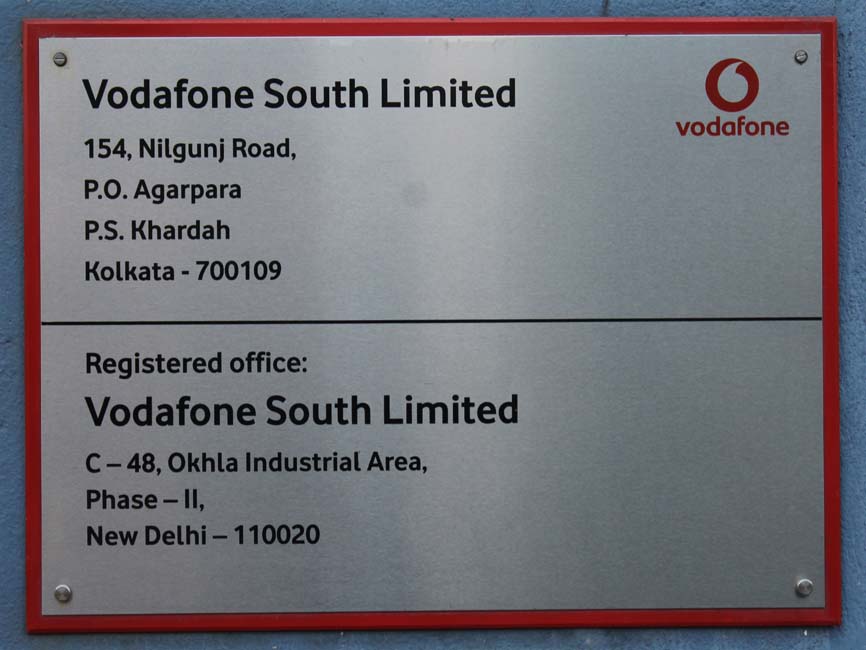 Vodafone South Limited
vodafone
154, Nilgunj Road,
P.O. Agarpara
P.S. Khardah
Kolkata - 700109
Registered office:
Vodafone South Limited
C – 48, Okhla Industrial Area,
Phase – II,
New Delhi – 110020